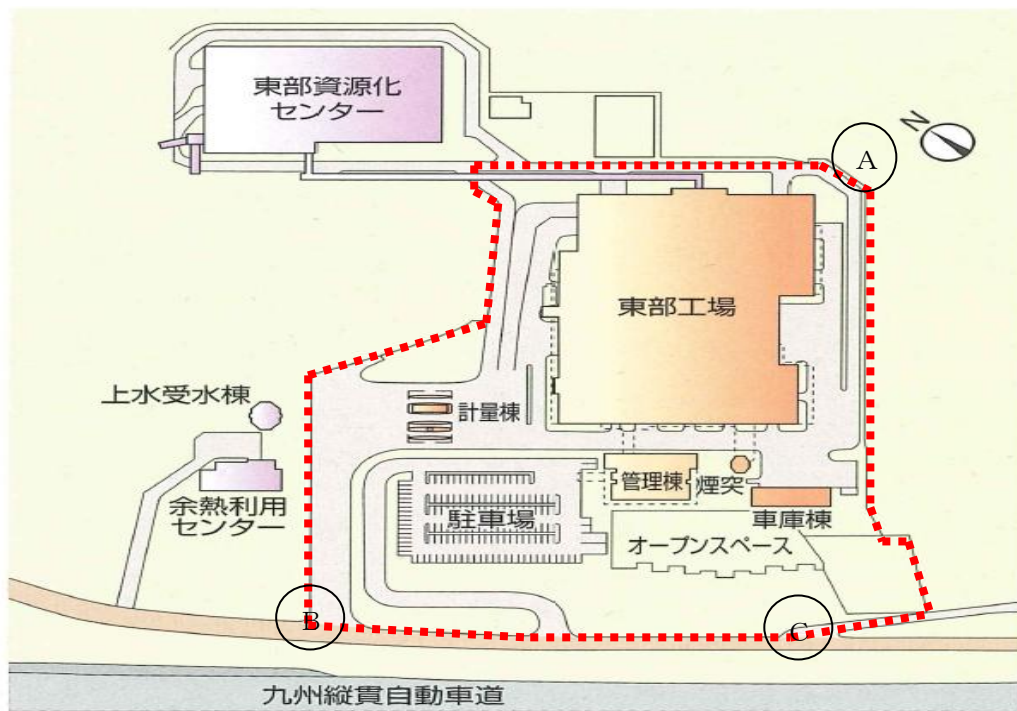 東部資源化
センター
N
A
東部工場
上水受水棟
計量棟
余熱利用
センター
管理棟
煙突
駐車場
車庫棟
オープンスペース
B
C
九州縦貫自動車道